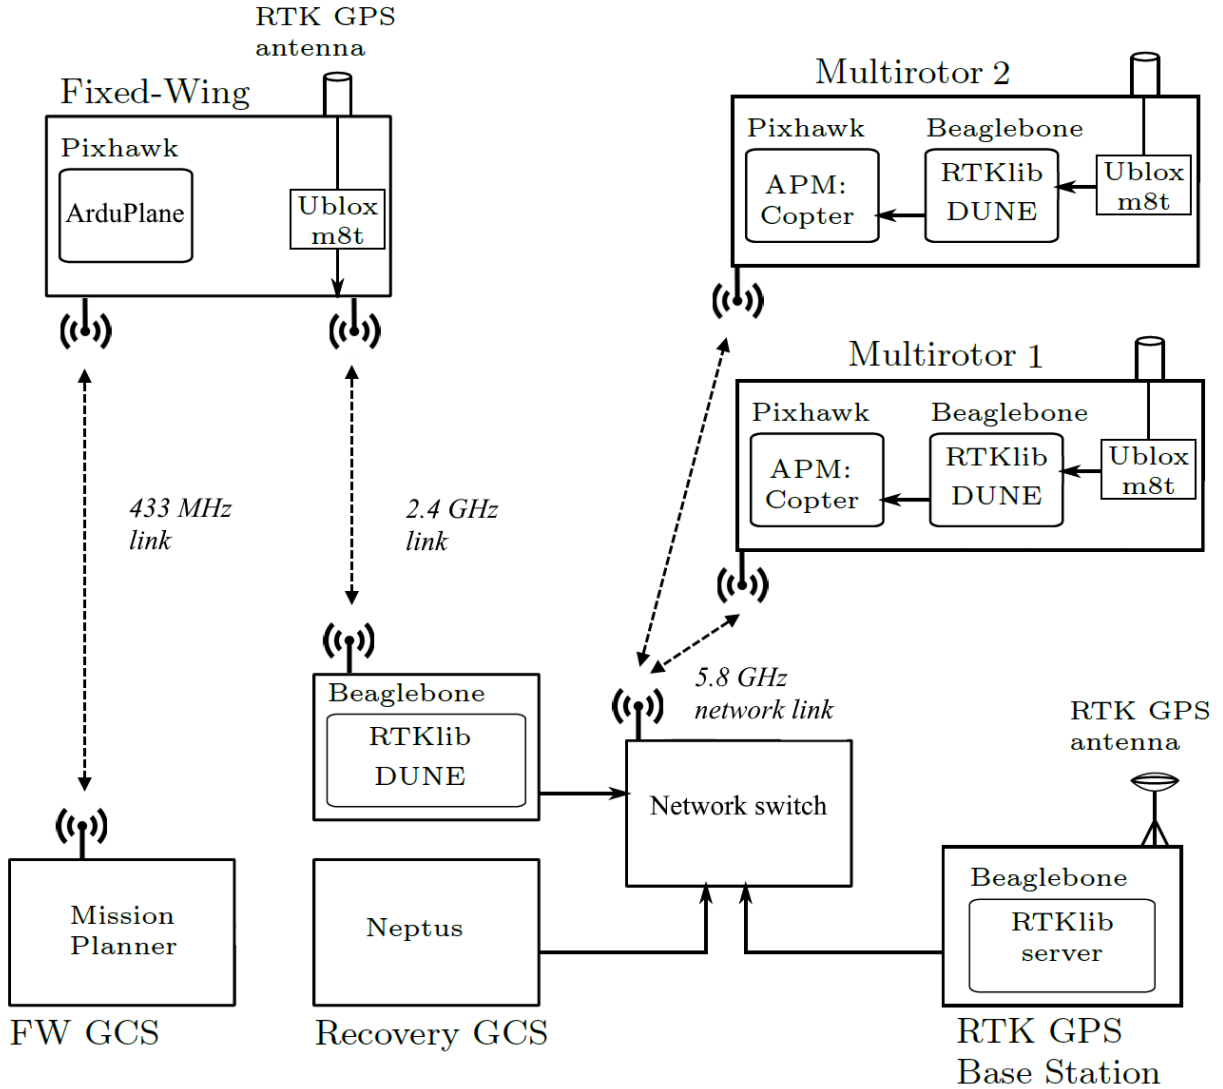 RTK GPS
antenna
Fixed-Wing
Pixhawk
ArduPlane
Ublox
m8t
Multirotor 2
Pixhawk
Beaglebone
APM:
Copter
RTKlib
DUNE
Ublox
m8t
Multirotor 1
Pixhawk
Beaglebone
APM:
Copter
RTKlib
DUNE
Ublox
m8t
433 MHz
link
2.4 GHz
link
5.8 GHz
network link
Beaglebone
RTKlib
DUNE
Network switch
RTK GPS
antenna
Mission
Planner
FW GCS
Neptus
Recovery GCS
Beaglebone
RTKlib
server
RTK GPS
Base Station